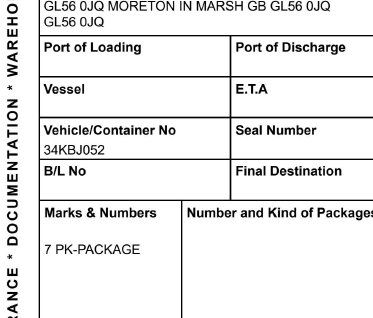 GL56 0JQ MORETON IN MARSH GB GL56 0JQ
GL56 0JQ
Port of Loading
Port of Discharge
Vessel
E.T.A
Vehicle/Container No
Seal Number
34KBJ052
B/L No
Final Destination
Marks & Numbers
Number and Kind of Packages
7 PK-PACKAGE
RANCE * DOCUMENTATION * WAREHO